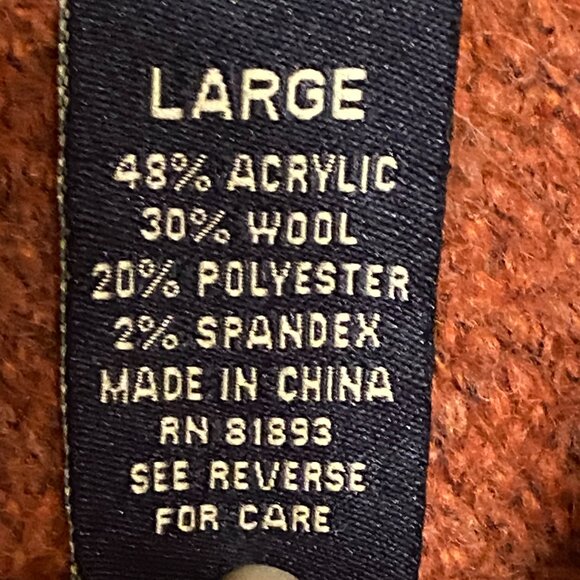 LARGE
48% ACRYLIC
30% WOOL
20% POLYESTER
2% SPANDEX
MADE IN CHINA
RN 81893
SEE REVERSE
FOR CARE